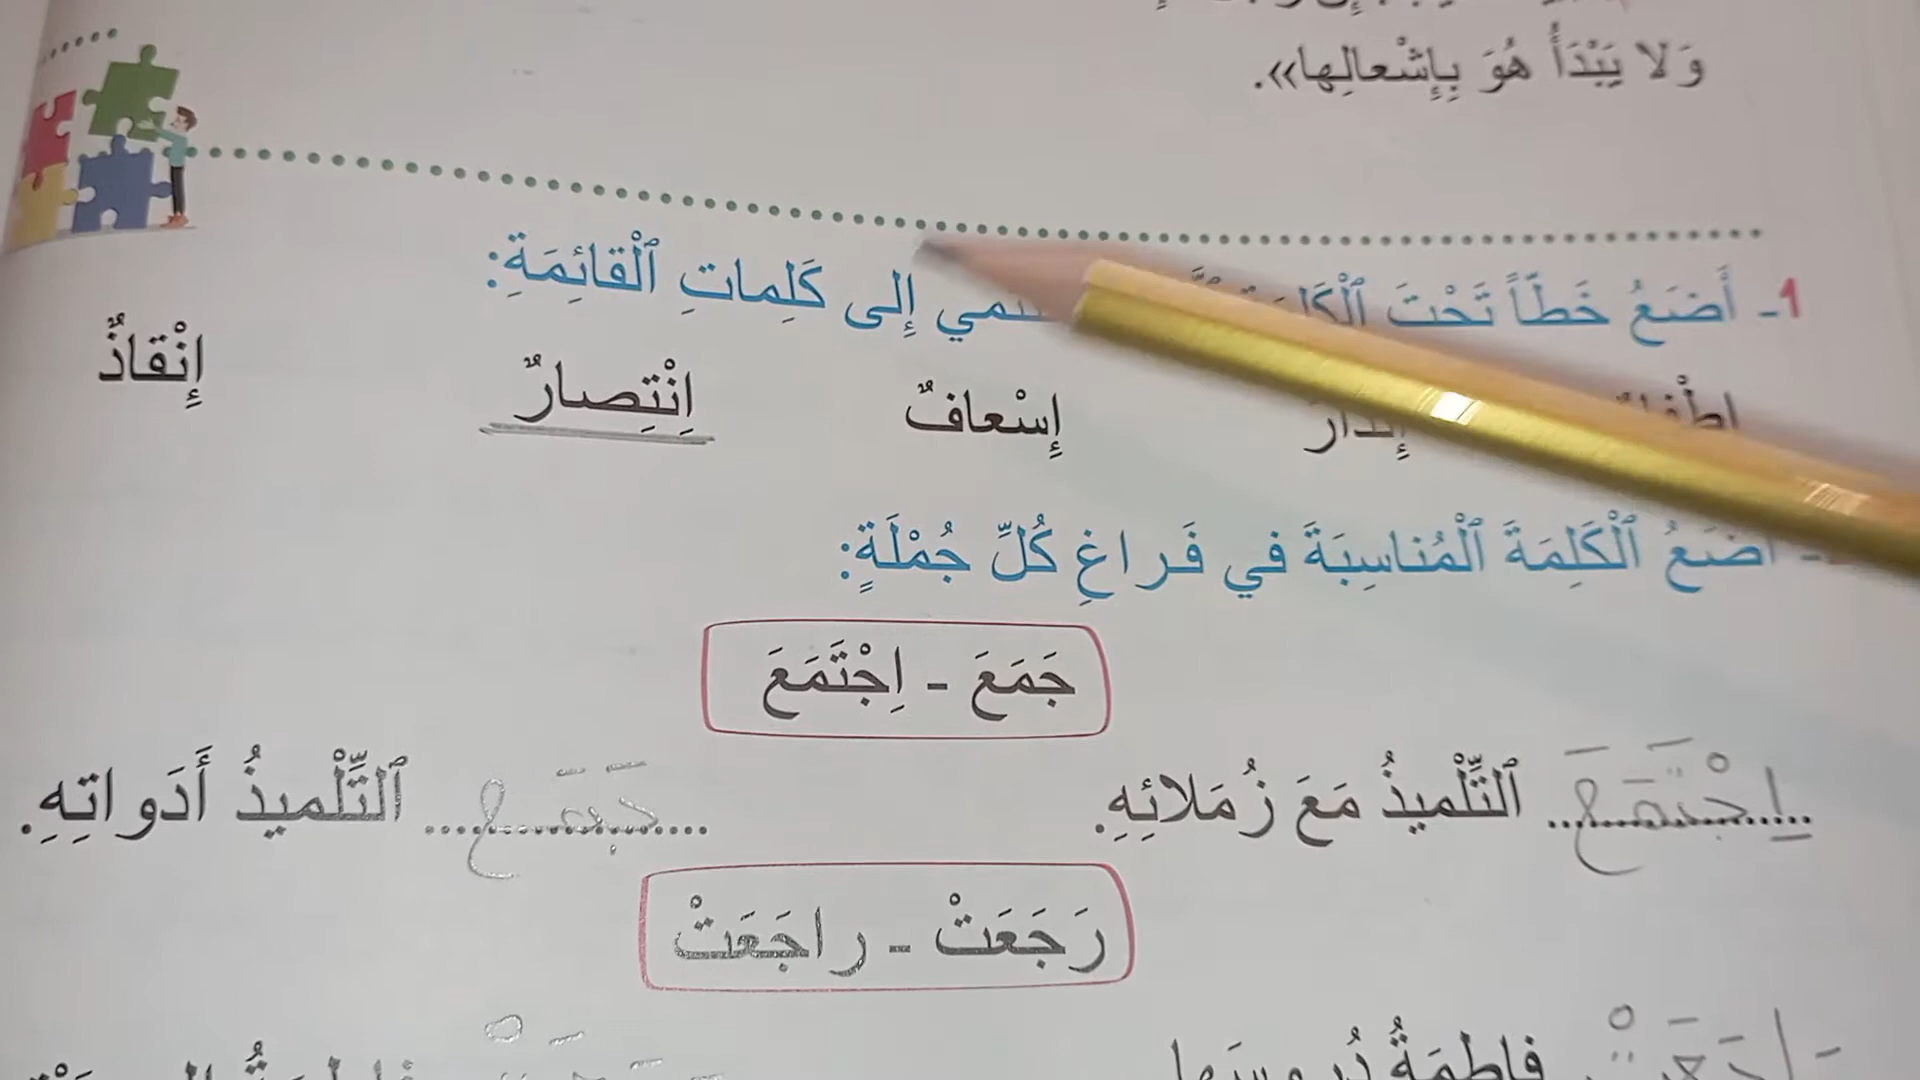 وَلا يَبْدَأُ هُوَ بِإِشْعالِها».
1- أَضَعُ خَطّاً تَحْتَ إِلى كَلِماتِ ٱلْقائِمَةِ:
إِسْعافٌ اِنْتِصارٌ إِنْقاذٌ
- أَضَعُ ٱلْكَلِمَةَ ٱلْمُناسِبَةَ في فَراغِ كُلِّ جُمْلَةٍ:
جَمَعَ - اِجْتَمَعَ
اِجْتَمَعَ ٱلتِّلْميذُ مَعَ زُمَلائِهِ. جَمَعَ ٱلتِّلْميذُ أَدَواتِهِ.
رَجَعَتْ - راجَعَتْ
راجَعَتْ فاطِمَةُ دُروسَها